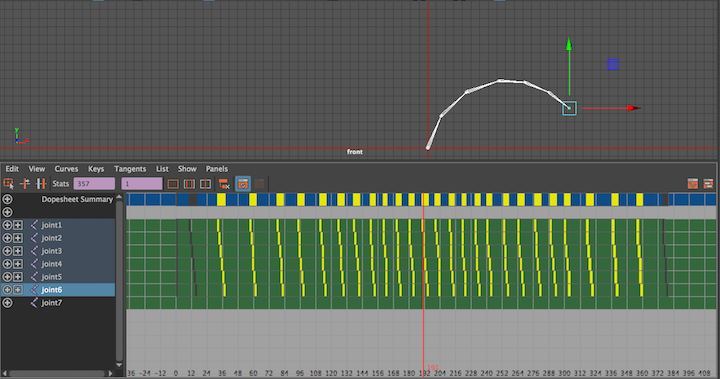 y
front
Edit View Curves Keys Tangents List Show Panels
Stats 357 1
Dopesheet Summary
joint1
joint2
joint3
joint4
joint5
joint6
joint7
36 -24 -12 0 12 24 36 48 60 72 84 96 108 120 132 144 156 168 180 192 204 216 228 240 252 264 276 288 300 312 324 336 348 360 372 384 396 408